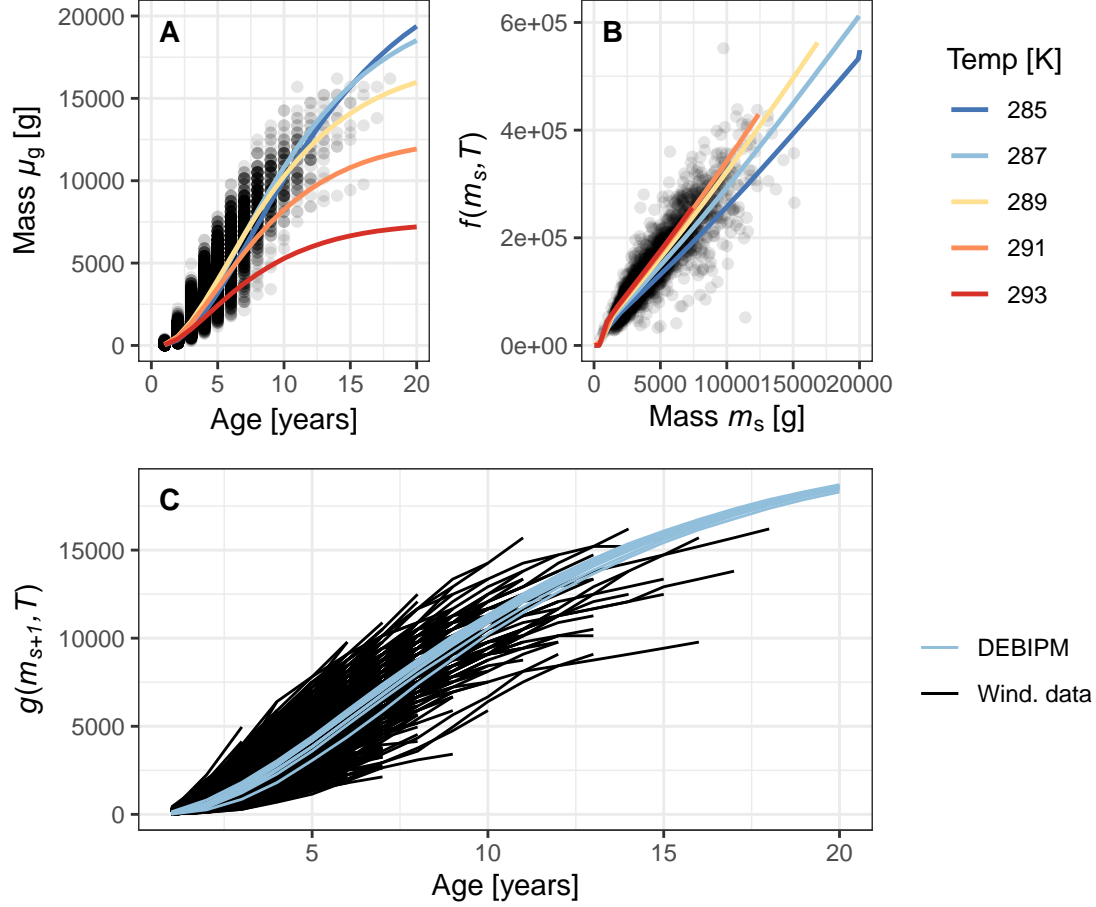 A
Mass μg [g]
20000
15000
10000
5000
0
0 5 10 15 20
Age [years]
B
f(ms, T)
6e+05
4e+05
2e+05
0e+00
0 5000 10000 15000 20000
Mass ms [g]
Temp [K]
285
287
289
291
293
C
g(ms+1, T)
15000
10000
5000
0
5 10 15 20
Age [years]
DEBIPM
Wind. data